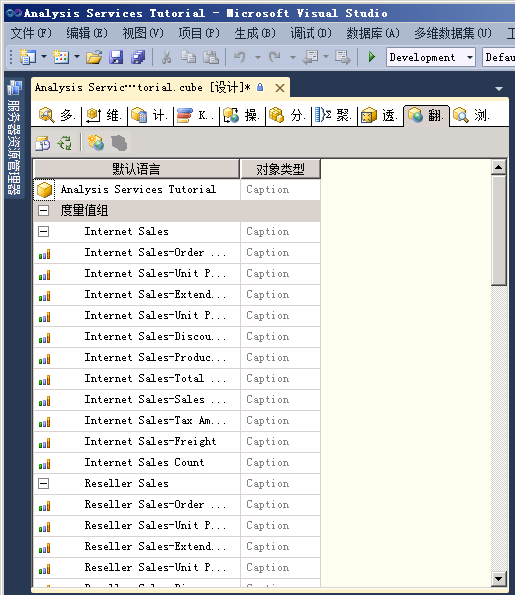 Analysis Services Tutorial - Microsoft Visual Studio
文件(F) 编辑(E) 视图(V) 项目(P) 生成(B) 调试(D) 数据库(A) 多维数据集(U)
Development Defau
服务器资源管理器
Analysis Servic…torial.cube [设计]*
多. 维. 计. K.. 操. 分. 聚. 透. 翻. 浏.
默认语言 对象类型
Analysis Services Tutorial Caption
度量值组
Internet Sales Caption
Internet Sales-Order ... Caption
Internet Sales-Unit P... Caption
Internet Sales-Extend... Caption
Internet Sales-Unit P... Caption
Internet Sales-Discou... Caption
Internet Sales-Produc... Caption
Internet Sales-Total ... Caption
Internet Sales-Sales ... Caption
Internet Sales-Tax Am... Caption
Internet Sales-Freight Caption
Internet Sales Count Caption
Reseller Sales Caption
Reseller Sales-Order ... Caption
Reseller Sales-Unit P... Caption
Reseller Sales-Extend... Caption
Reseller Sales-Unit P... Caption